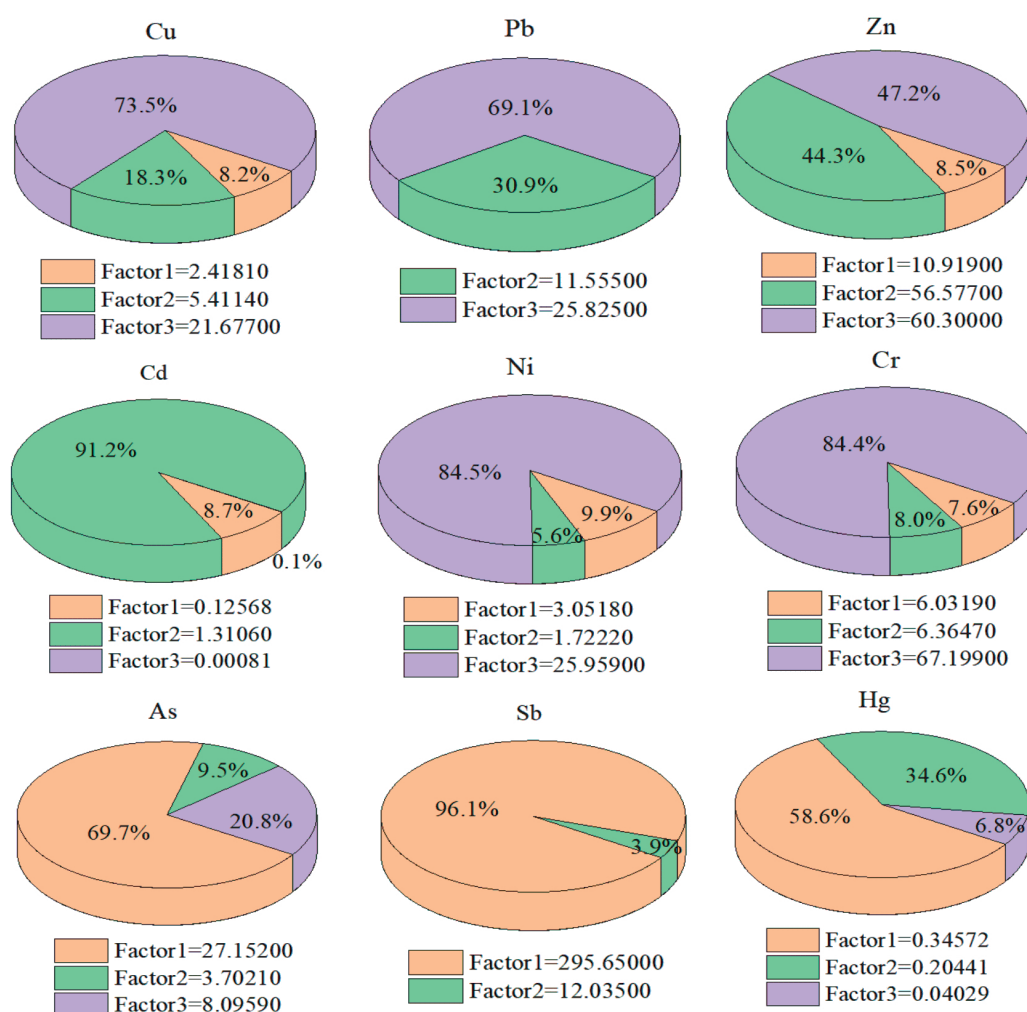 Cu
73.5%
18.3%
8.2%
Factor1=2.41810
Factor2=5.41140
Factor3=21.67700
Pb
69.1%
30.9%
Factor2=11.55500
Factor3=25.82500
Zn
47.2%
44.3%
8.5%
Factor1=10.91900
Factor2=56.57700
Factor3=60.30000
Cd
91.2%
8.7%
0.1%
Factor1=0.12568
Factor2=1.31060
Factor3=0.00081
Ni
84.5%
9.9%
5.6%
Factor1=3.05180
Factor2=1.72220
Factor3=25.95900
Cr
84.4%
7.6%
8.0%
Factor1=6.03190
Factor2=6.36470
Factor3=67.19900
As
9.5%
69.7%
20.8%
Factor1=27.15200
Factor2=3.70210
Factor3=8.09590
Sb
96.1%
3.9%
Factor1=295.65000
Factor2=12.03500
Hg
34.6%
58.6%
6.8%
Factor1=0.34572
Factor2=0.20441
Factor3=0.04029